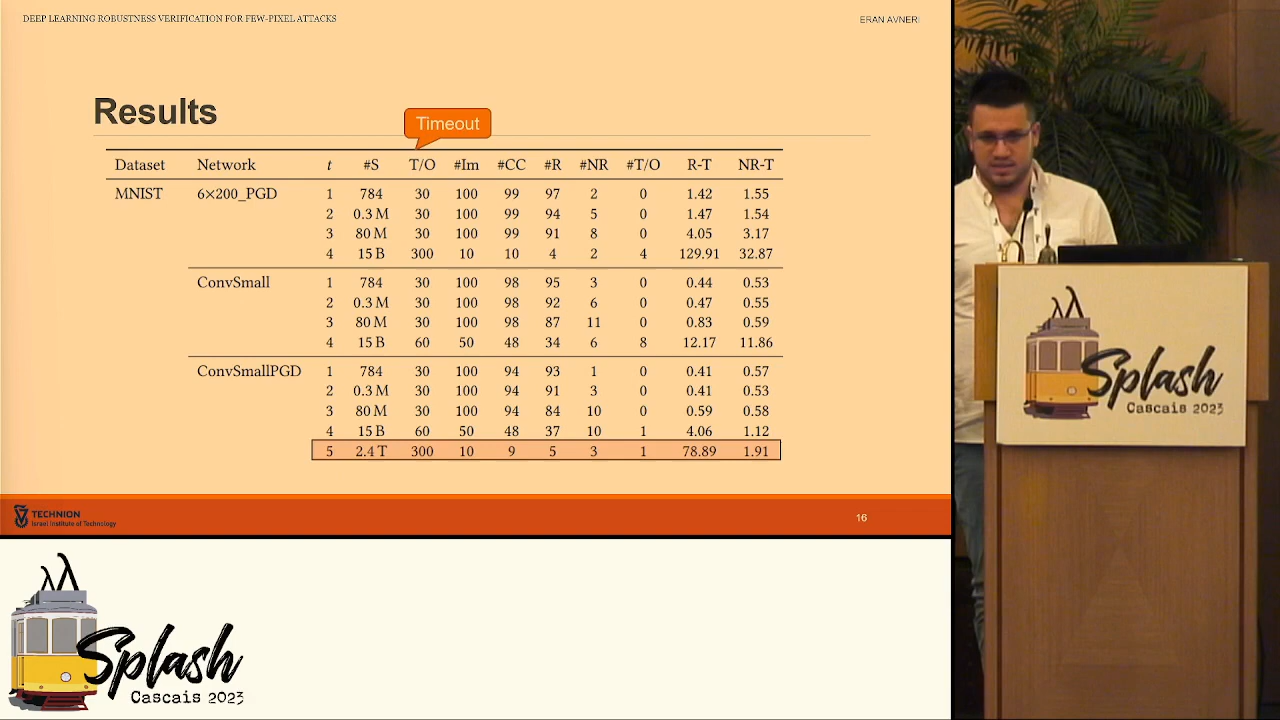 DEEP LEARNING ROBUSTNESS VERIFICATION FOR FEW-PIXEL ATTACKS
ERAN AVNERI
Results
Timeout
Dataset Network t #S T/O #Im #CC #R #NR #T/O R-T NR-T
MNIST 6×200_PGD 1 784 30 100 99 97 2 0 1.42 1.55
2 0.3 M 30 100 99 94 5 0 1.47 1.54
3 80 M 30 100 99 91 8 0 4.05 3.17
4 15 B 300 10 10 4 2 4 129.91 32.87
ConvSmall 1 784 30 100 98 95 3 0 0.44 0.53
2 0.3 M 30 100 98 92 6 0 0.47 0.55
3 80 M 30 100 98 87 11 0 0.83 0.59
4 15 B 60 50 48 34 6 8 12.17 11.86
ConvSmallPGD 1 784 30 100 94 93 1 0 0.41 0.57
2 0.3 M 30 100 94 91 3 0 0.41 0.53
3 80 M 30 100 94 84 10 0 0.59 0.58
4 15 B 60 50 48 37 10 1 4.06 1.12
5 2.4 T 300 10 9 5 3 1 78.89 1.91
TECHNION
Israel Institute of Technology
16
Splash
Cascais 2023
Splash
Cascais 2023